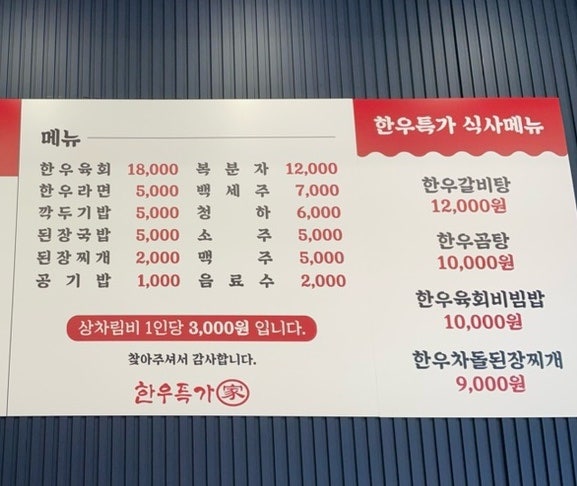 메뉴
한우육회 18,000 복분자 12,000
한우라면 5,000 백세주 7,000
깍두기밥 5,000 청하 6,000
된장국밥 5,000 소주 5,000
된장찌개 2,000 맥주 5,000
공기밥 1,000 음료수 2,000
상차림비 1인당 3,000원 입니다.
찾아주셔서 감사합니다.
한우특가 家
한우특가 식사메뉴
한우갈비탕
12,000원
한우곰탕
10,000원
한우육회비빔밥
10,000원
한우차돌된장찌개
9,000원